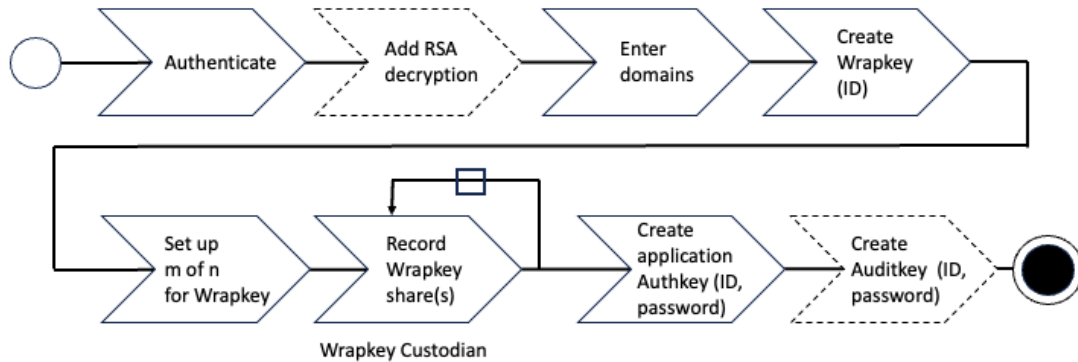 Authenticate
Add RSA
decryption
Enter
domains
Create
Wrapkey
(ID)
Set up
m of n
for Wrapkey
Record
Wrapkey
share(s)
Create
application
Authkey (ID,
password)
Create
Auditkey (ID,
password)
Wrapkey Custodian